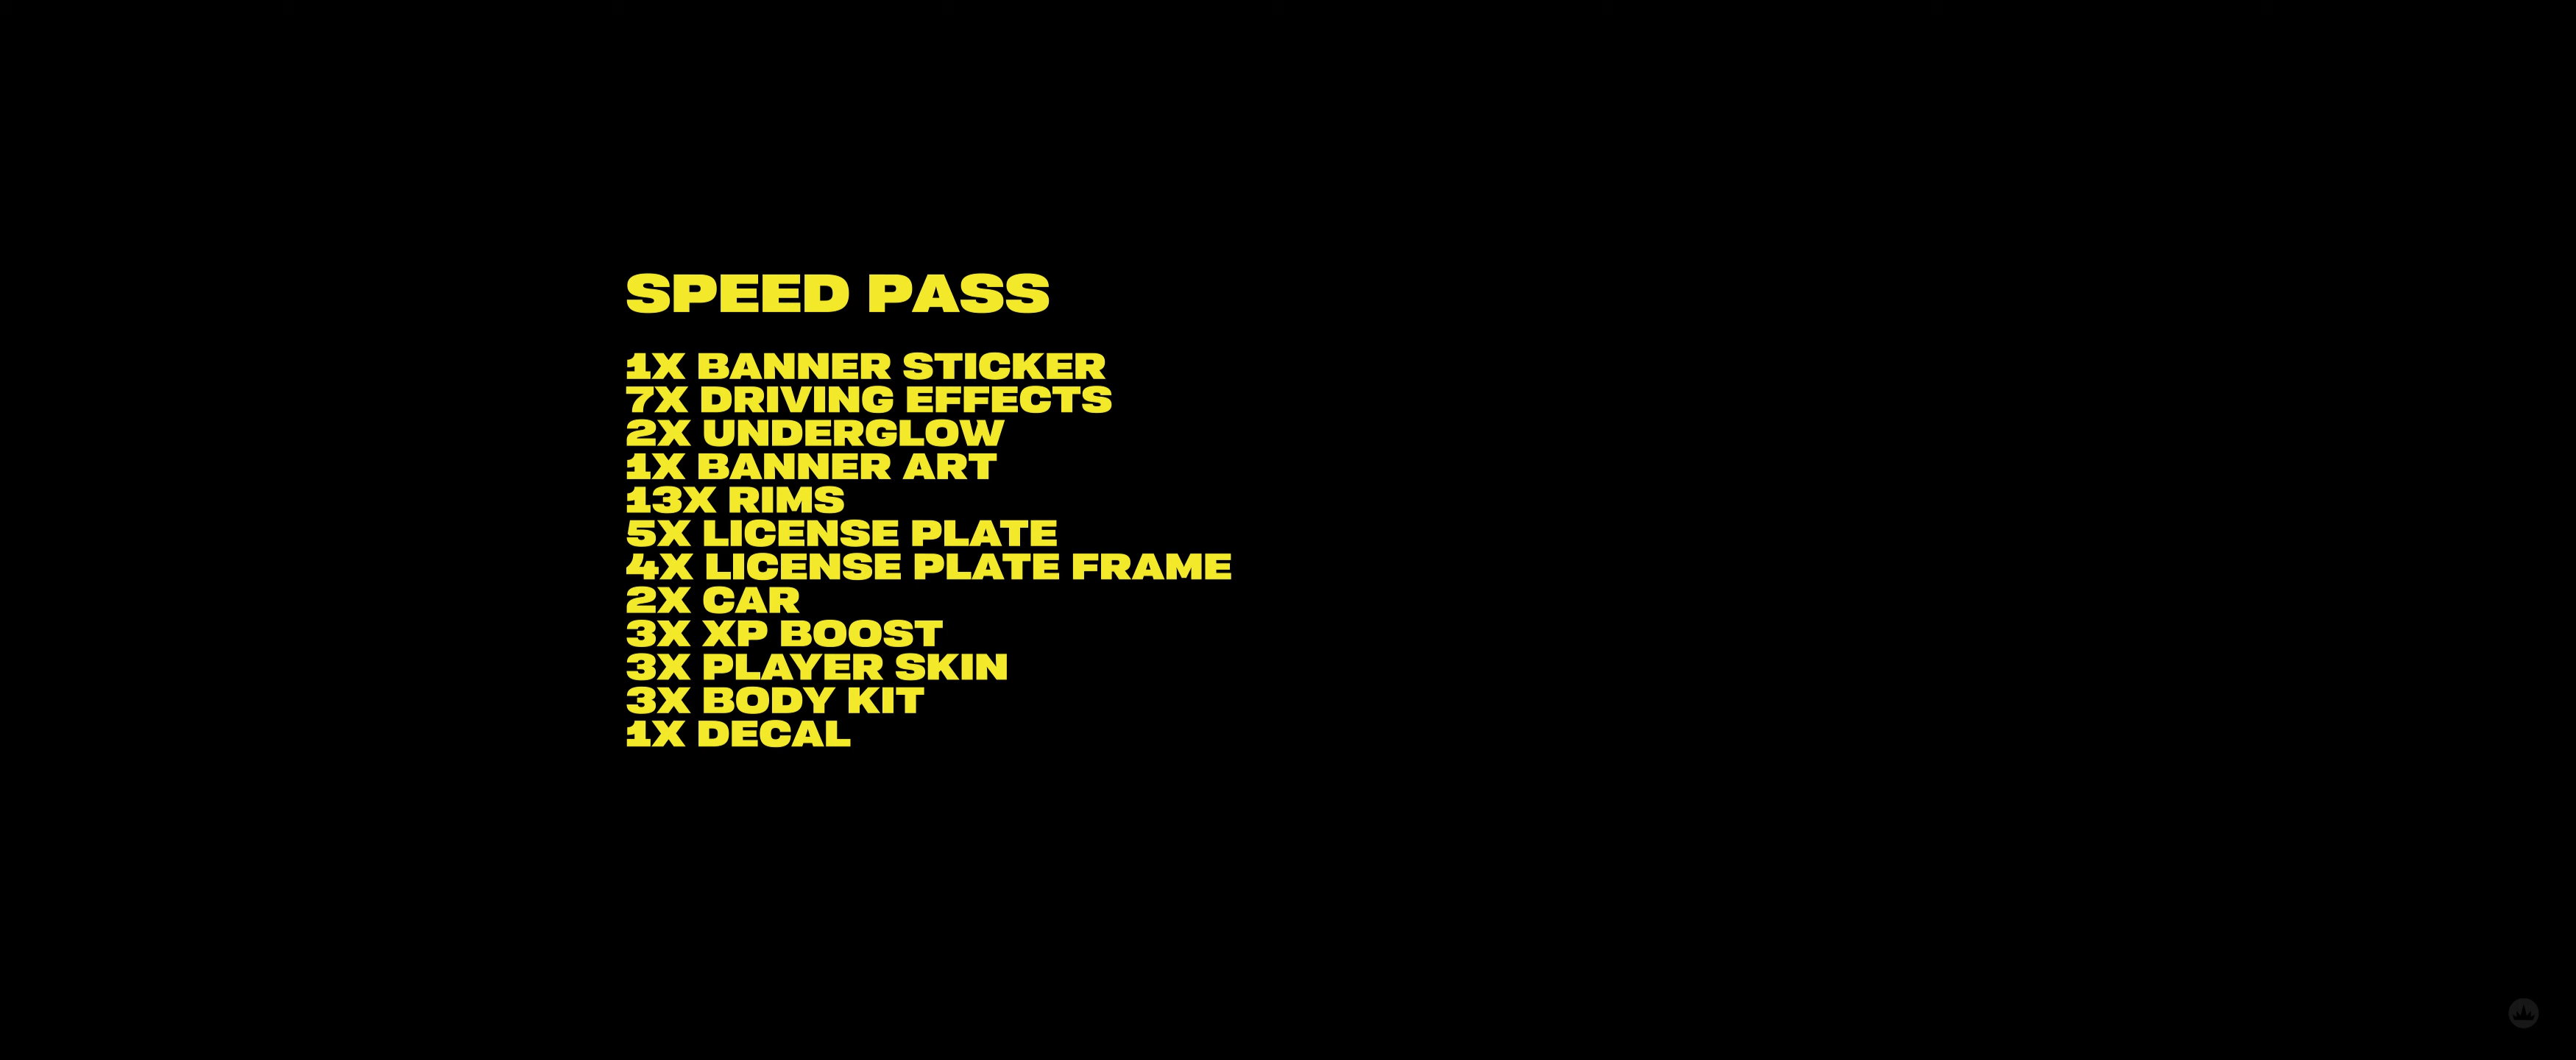 SPEED PASS
1X BANNER STICKER
7X DRIVING EFFECTS
2X UNDERGLOW
1X BANNER ART
13X RIMS
5X LICENSE PLATE
4X LICENSE PLATE FRAME
2X CAR
3X XP BOOST
3X PLAYER SKIN
3X BODY KIT
1X DECAL